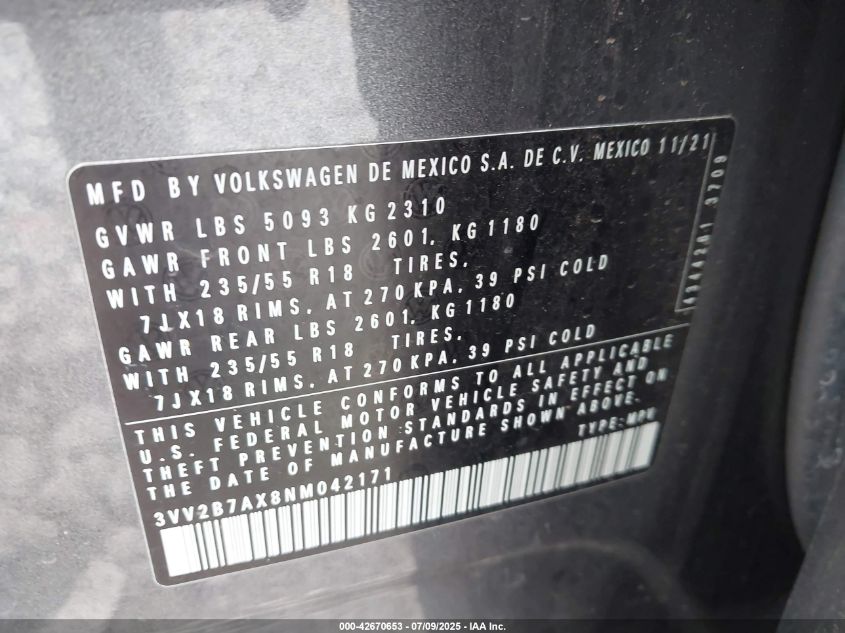 MFD BY VOLKSWAGEN DE MEXICO S.A. DE C.V. MEXICO 11/21
GVWR LBS 5093 KG 2310
GAWR FRONT LBS 2601, KG 1180
WITH 235/55 R18 TIRES,
7JX18 RIMS, AT 270 KPA, 39 PSI COLD
GAWR REAR LBS 2601, KG 1180
WITH 235/55 R18 TIRES,
7JX18 RIMS, AT 270 KPA, 39 PSI COLD
THIS VEHICLE CONFORMS TO ALL APPLICABLE
U.S. FEDERAL MOTOR VEHICLE SAFETY AND
THEFT PREVENTION STANDARDS IN EFFECT ON
THE DATE OF MANUFACTURE SHOWN ABOVE.
TYPE: MPV
3VV2B7AX8NM042171
3709
000-42670653 - 07/09/2025 - IAA Inc.